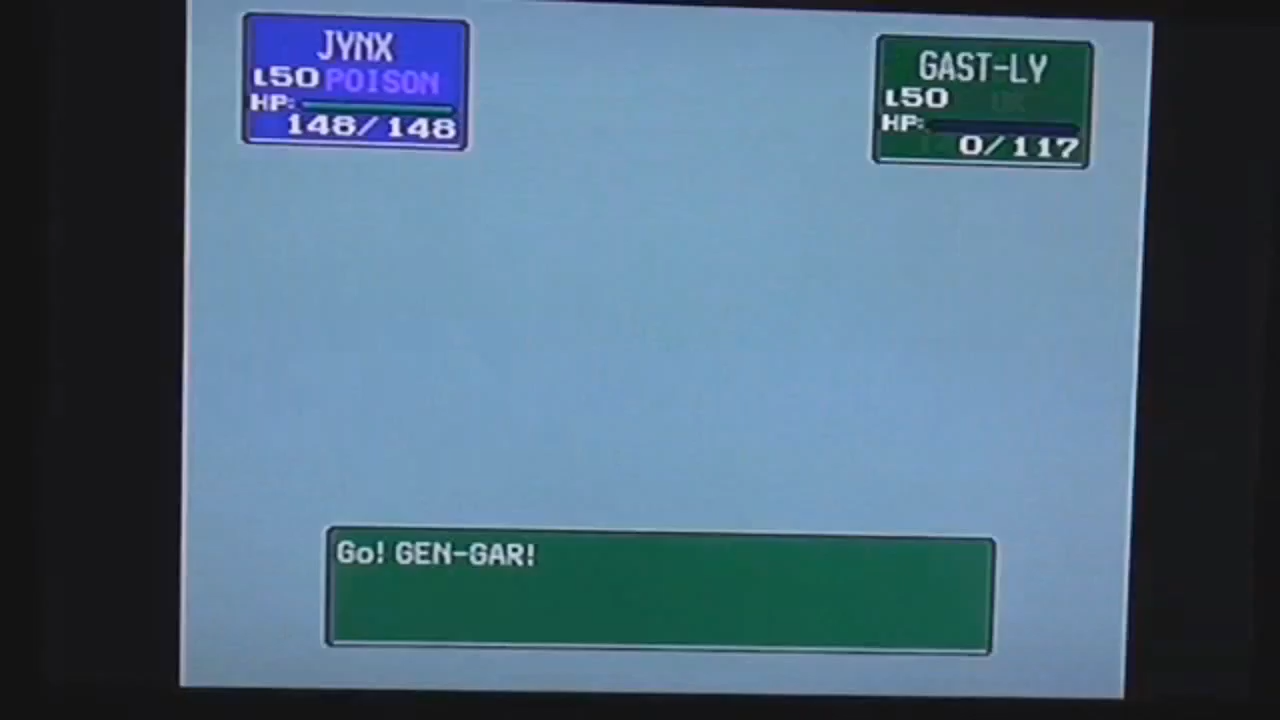 JYNX
L50 POISON
HP:
148/148
GAST-LY
L50
HP:
0/117
Go! GEN-GAR!